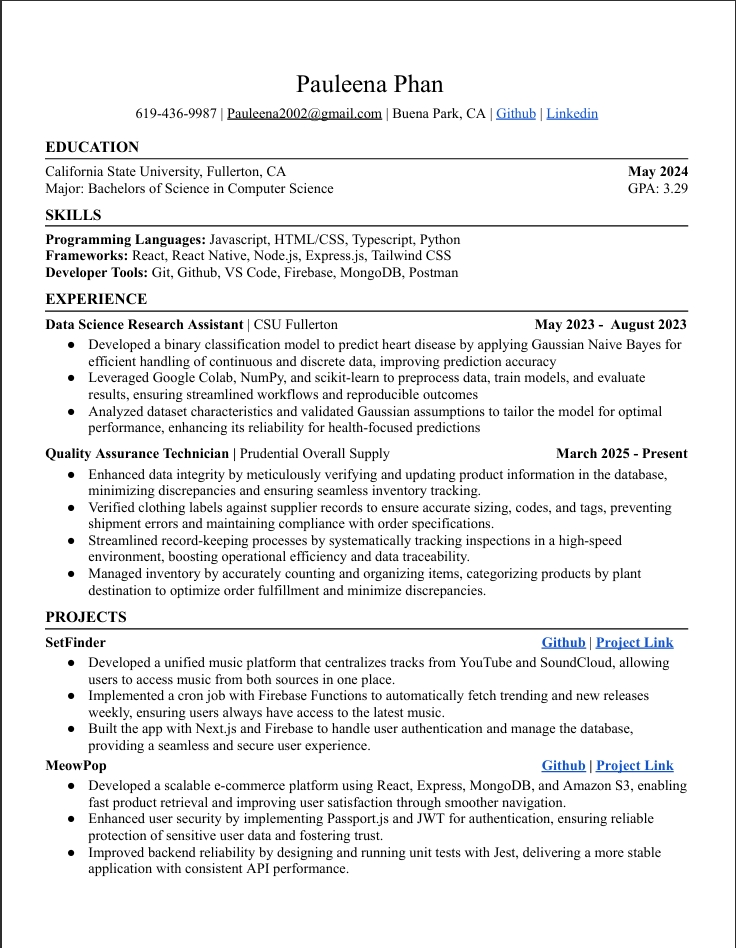 Pauleena Phan
619-436-9987 | Pauleena2002@gmail.com | Buena Park, CA | Github | Linkedin
EDUCATION
California State University, Fullerton, CA May 2024
Major: Bachelors of Science in Computer Science GPA: 3.29
SKILLS
Programming Languages: Javascript, HTML/CSS, Typescript, Python
Frameworks: React, React Native, Node.js, Express.js, Tailwind CSS
Developer Tools: Git, Github, VS Code, Firebase, MongoDB, Postman
EXPERIENCE
Data Science Research Assistant | CSU Fullerton May 2023 - August 2023
● Developed a binary classification model to predict heart disease by applying Gaussian Naive Bayes for
efficient handling of continuous and discrete data, improving prediction accuracy
● Leveraged Google Colab, NumPy, and scikit-learn to preprocess data, train models, and evaluate
results, ensuring streamlined workflows and reproducible outcomes
● Analyzed dataset characteristics and validated Gaussian assumptions to tailor the model for optimal
performance, enhancing its reliability for health-focused predictions
Quality Assurance Technician | Prudential Overall Supply March 2025 - Present
● Enhanced data integrity by meticulously verifying and updating product information in the database,
minimizing discrepancies and ensuring seamless inventory tracking.
● Verified clothing labels against supplier records to ensure accurate sizing, codes, and tags, preventing
shipment errors and maintaining compliance with order specifications.
● Streamlined record-keeping processes by systematically tracking inspections in a high-speed
environment, boosting operational efficiency and data traceability.
● Managed inventory by accurately counting and organizing items, categorizing products by plant
destination to optimize order fulfillment and minimize discrepancies.
PROJECTS
SetFinder Github | Project Link
● Developed a unified music platform that centralizes tracks from YouTube and SoundCloud, allowing
users to access music from both sources in one place.
● Implemented a cron job with Firebase Functions to automatically fetch trending and new releases
weekly, ensuring users always have access to the latest music.
● Built the app with Next.js and Firebase to handle user authentication and manage the database,
providing a seamless and secure user experience.
MeowPop Github | Project Link
● Developed a scalable e-commerce platform using React, Express, MongoDB, and Amazon S3, enabling
fast product retrieval and improving user satisfaction through smoother navigation.
● Enhanced user security by implementing Passport.js and JWT for authentication, ensuring reliable
protection of sensitive user data and fostering trust.
● Improved backend reliability by designing and running unit tests with Jest, delivering a more stable
application with consistent API performance.